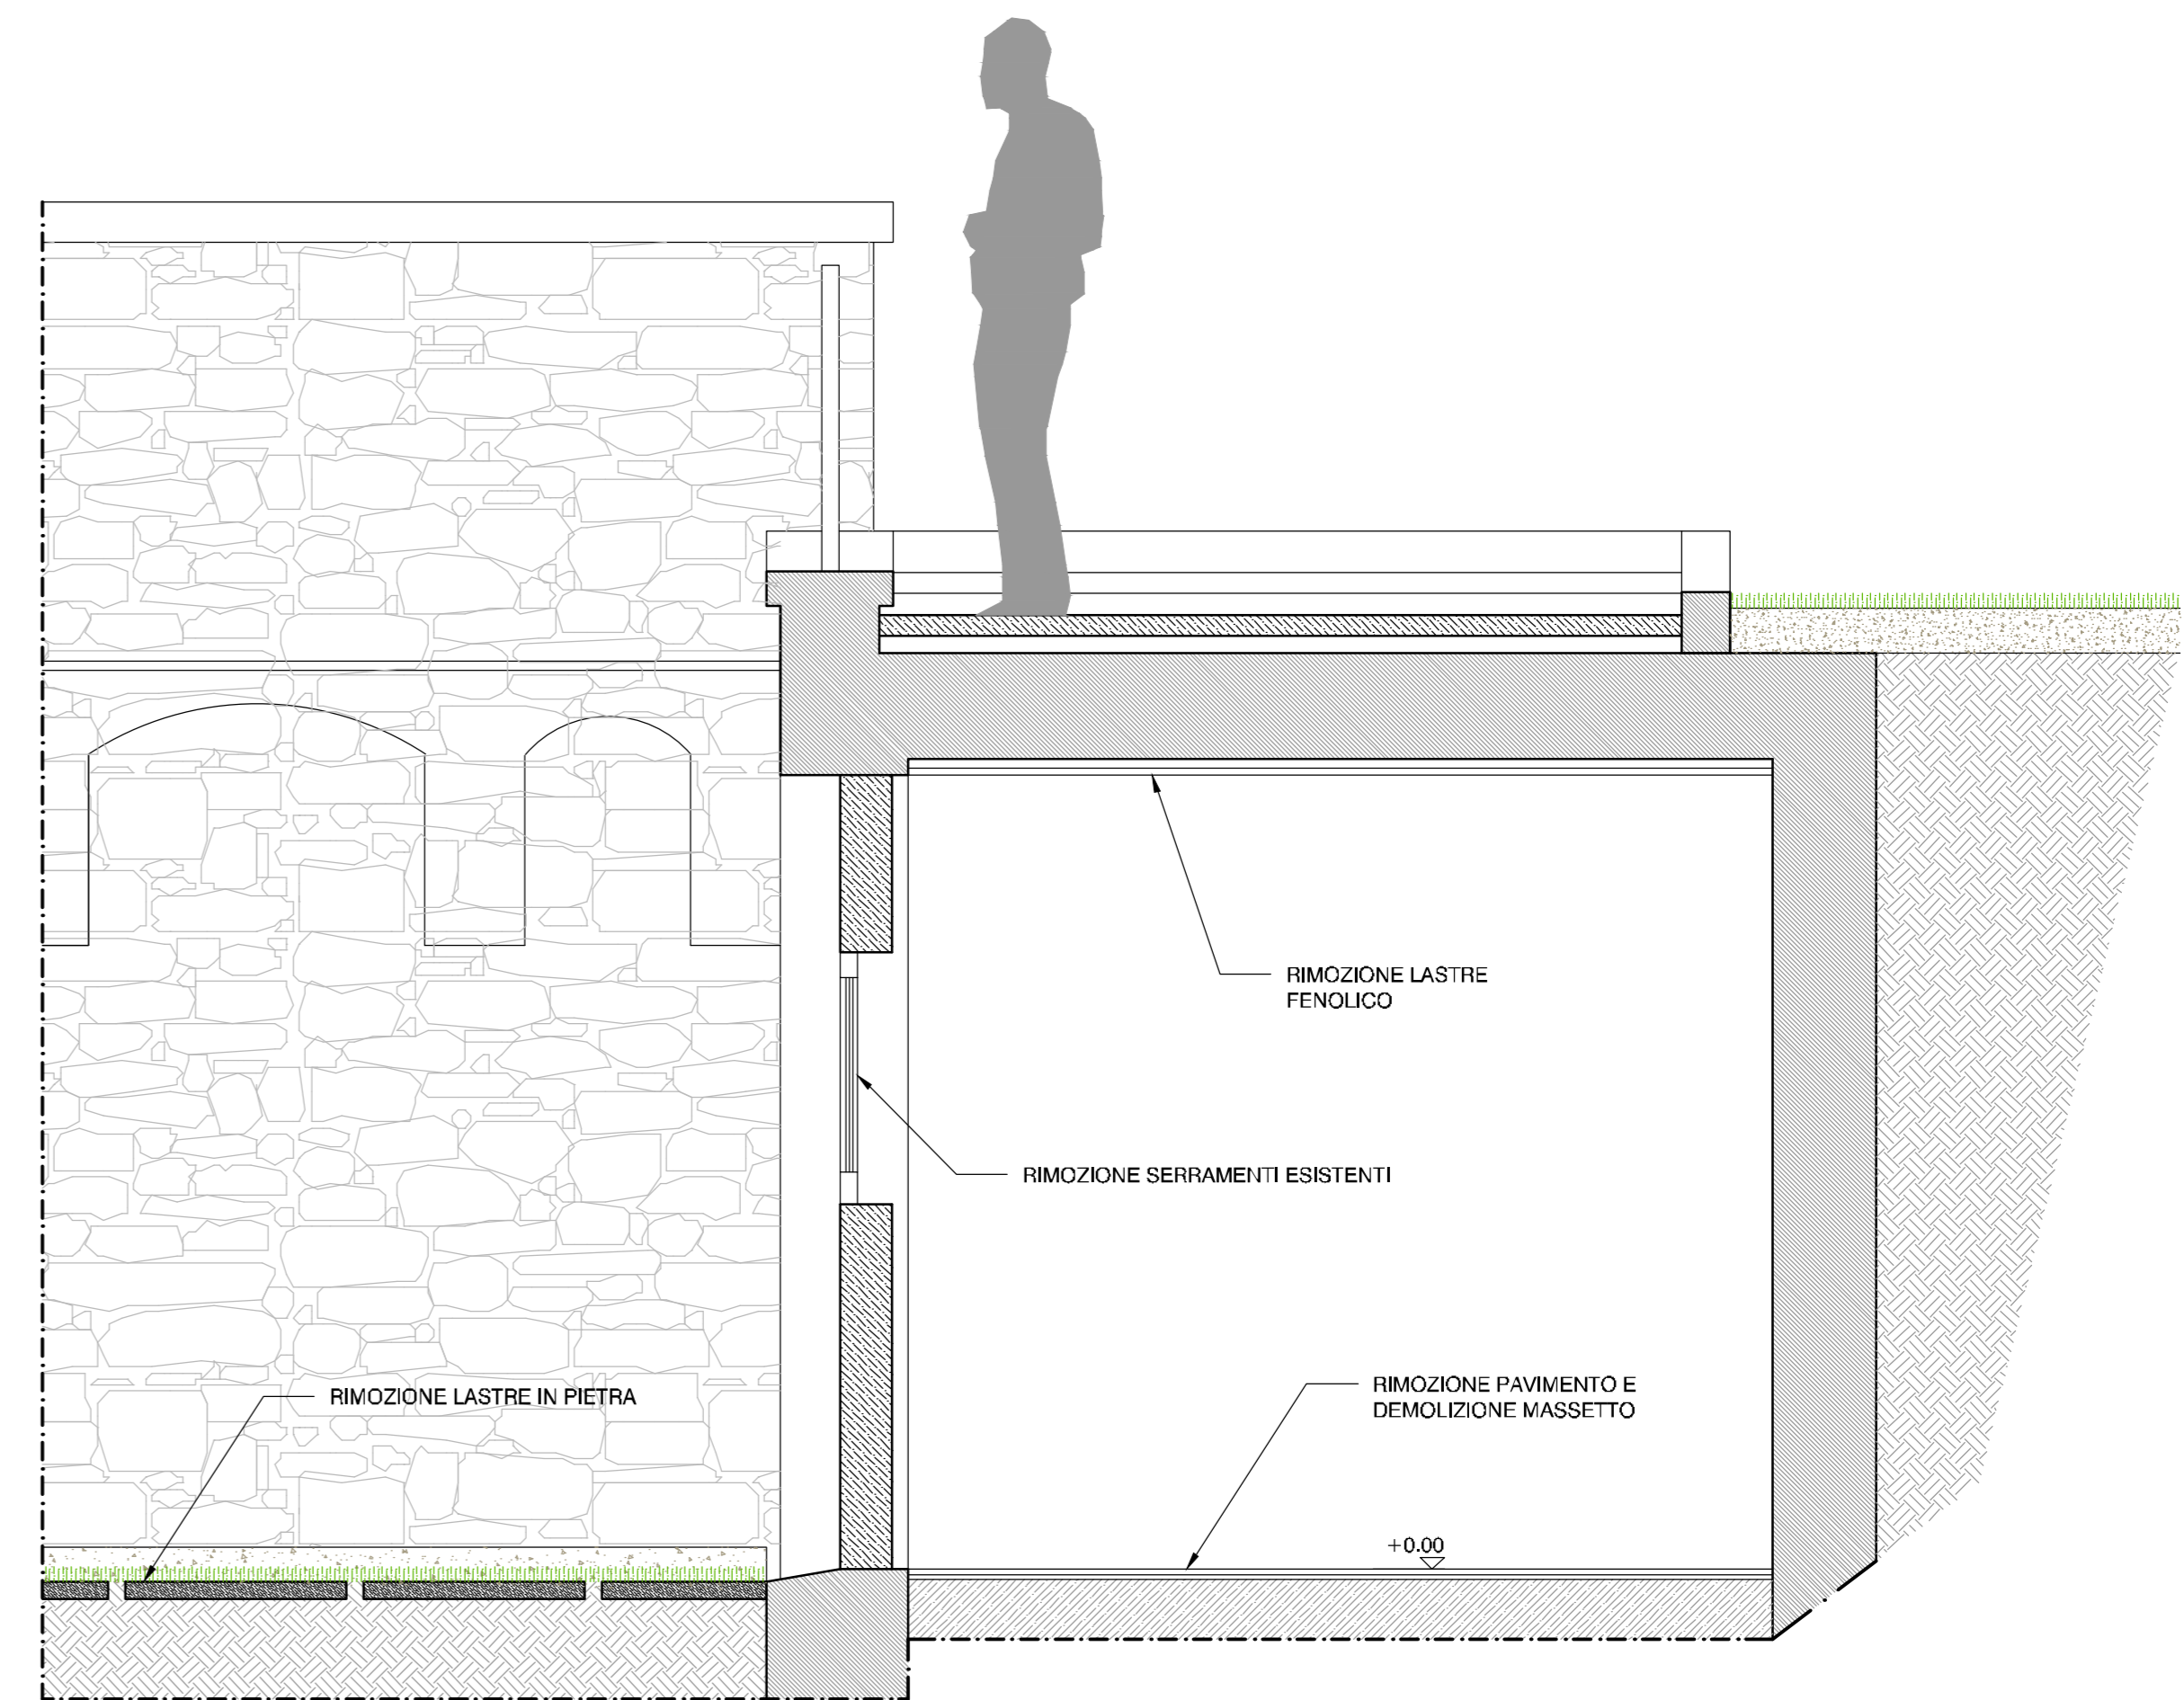 RIMOZIONE LASTRE
FENOLICO
RIMOZIONE SERRAMENTI ESISTENTI
RIMOZIONE PAVIMENTO E
DEMOLIZIONE MASSETTO
RIMOZIONE LASTRE IN PIETRA
+0.00